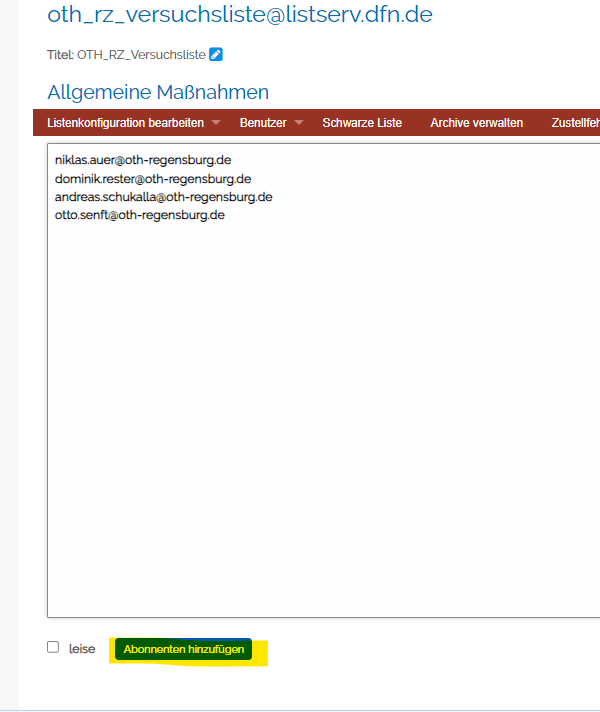 oth_rz_versuchsliste@listserv.dfn.de
Titel: OTH_RZ_Versuchsliste
Allgemeine Maßnahmen
Listenkonfiguration bearbeiten Benutzer Schwarze Liste Archive verwalten Zustellfeh
niklas.auer@oth-regensburg.de
dominik.rester@oth-regensburg.de
andreas.schukalla@oth-regensburg.de
otto.senft@oth-regensburg.de
leise Abonnenten hinzufügen